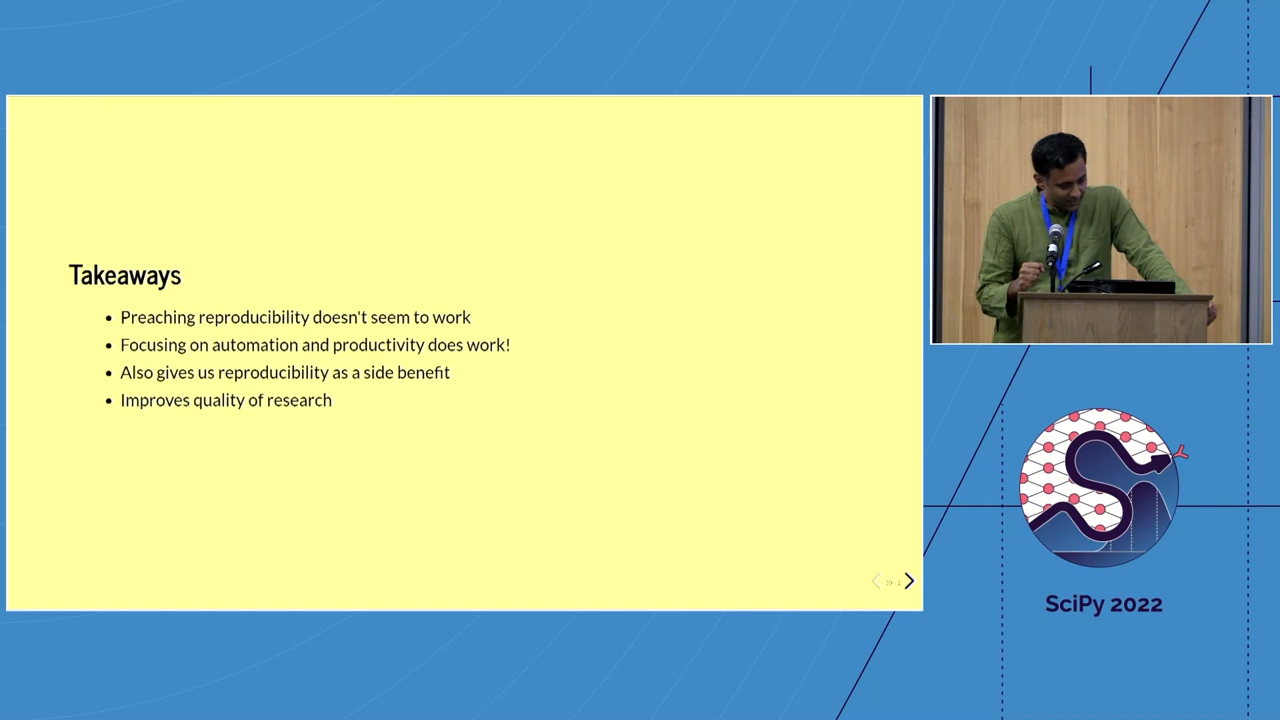 Takeaways
Preaching reproducibility doesn't seem to work
Focusing on automation and productivity does work!
Also gives us reproducibility as a side benefit
Improves quality of research
SciPy 2022